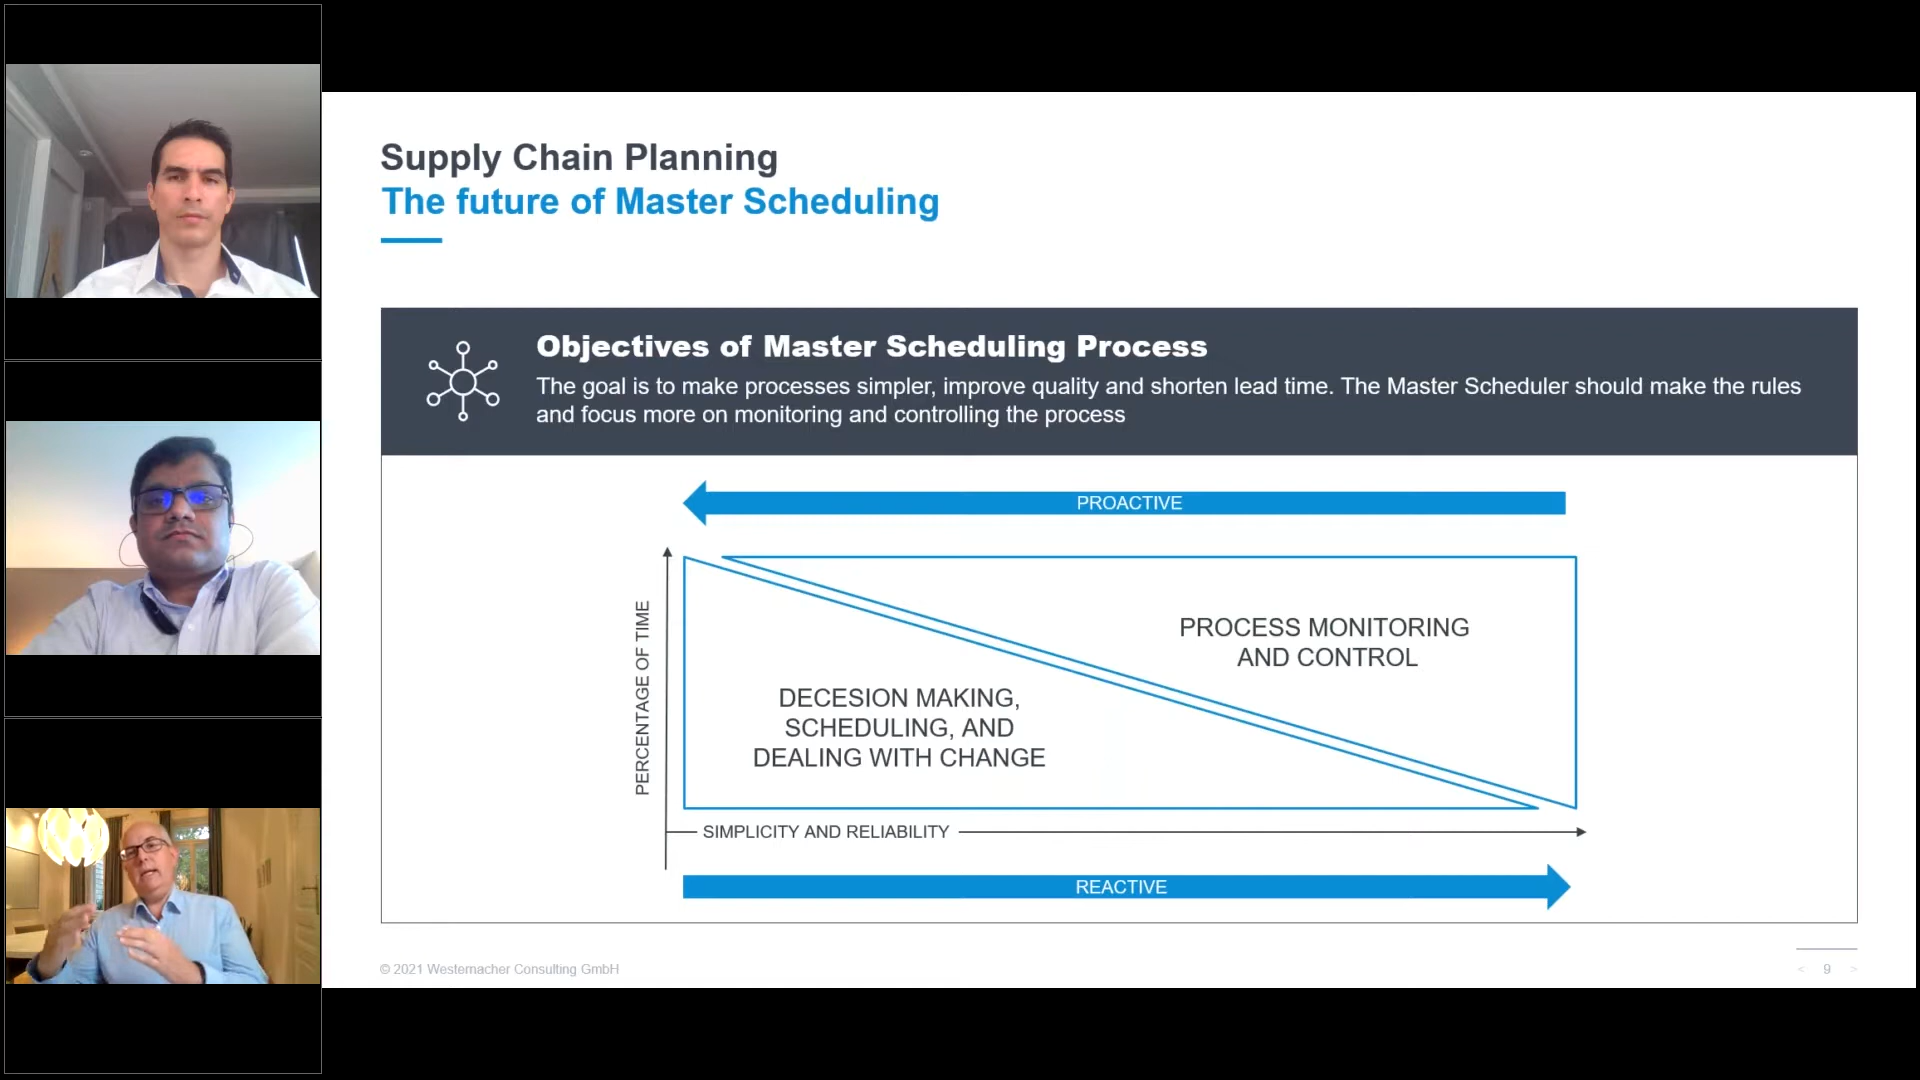 Supply Chain Planning
The future of Master Scheduling
Objectives of Master Scheduling Process
The goal is to make processes simpler, improve quality and shorten lead time. The Master Scheduler should make the rules
and focus more on monitoring and controlling the process
PROACTIVE
PERCENTAGE OF TIME
PROCESS MONITORING
AND CONTROL
DECESION MAKING,
SCHEDULING, AND
DEALING WITH CHANGE
SIMPLICITY AND RELIABILITY
REACTIVE
© 2021 Westernacher Consulting GmbH
< 9 >